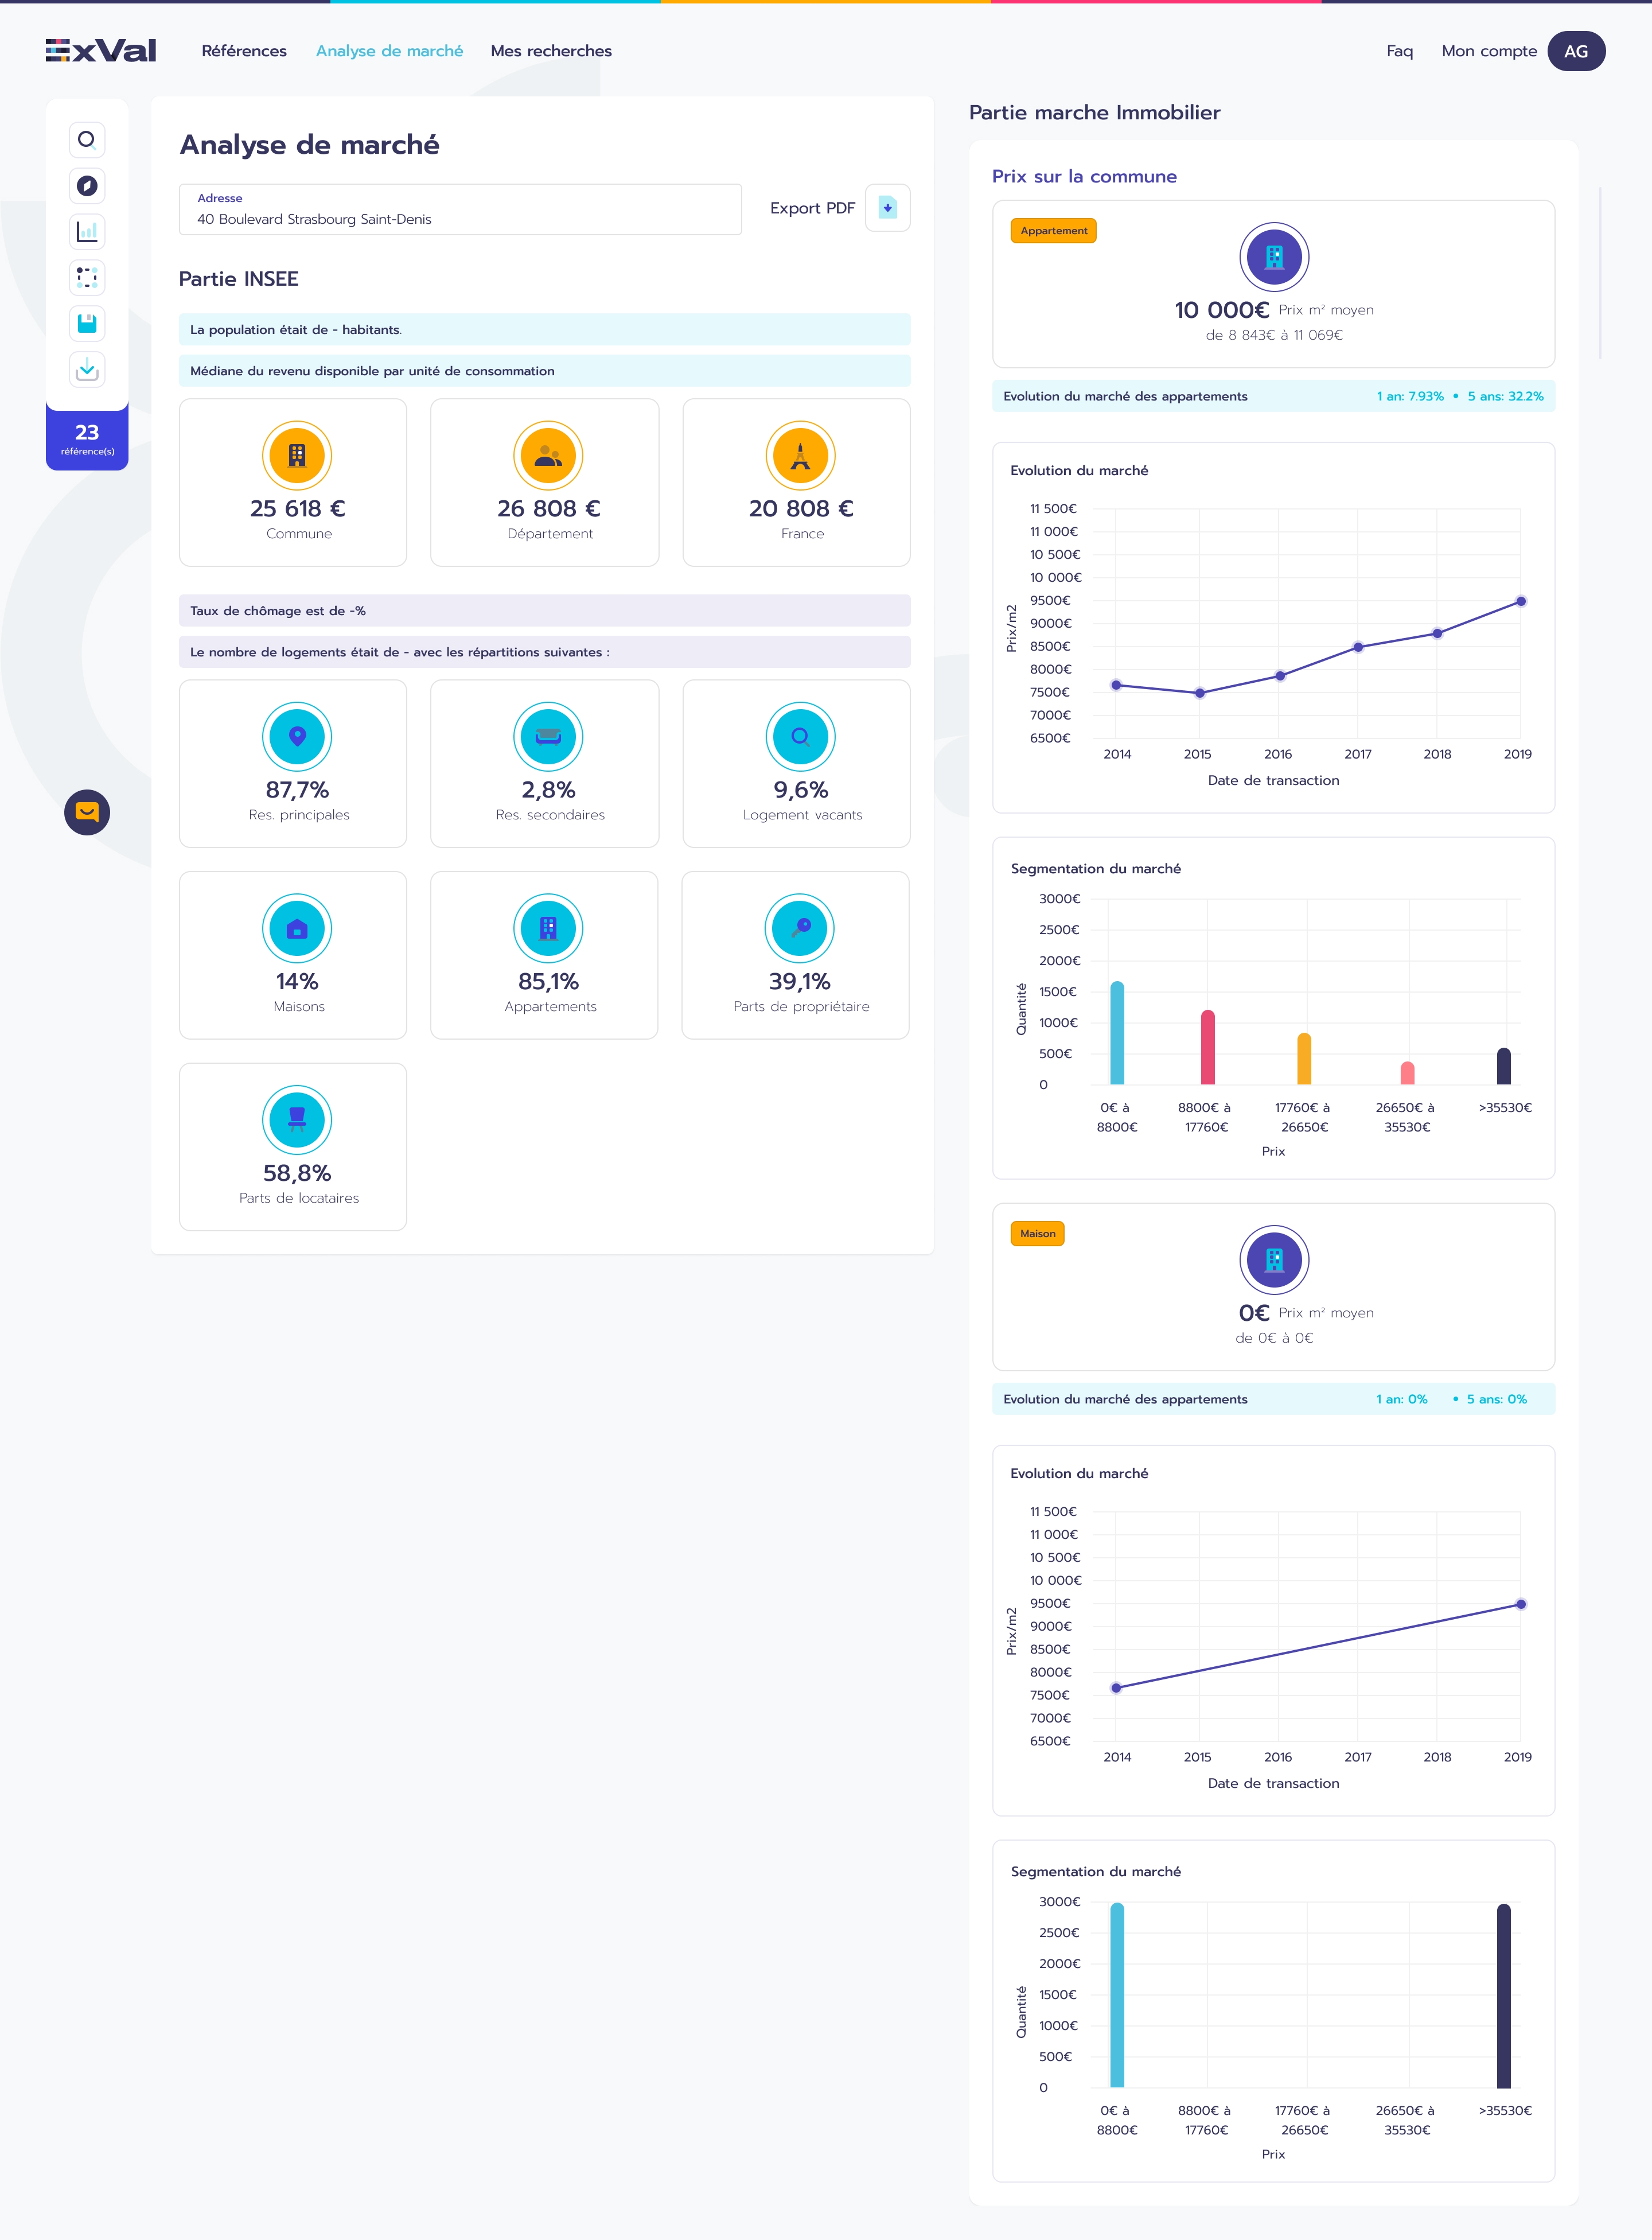 ExVal
Références
Analyse de marché
Mes recherches
Faq
Mon compte
AG
23
référence(s)
Analyse de marché
Adresse
40 Boulevard Strasbourg Saint-Denis
Export PDF
Partie INSEE
La population était de - habitants.
Médiane du revenu disponible par unité de consommation
25 618 €
Commune
26 808 €
Département
20 808 €
France
Taux de chômage est de -%
Le nombre de logements était de - avec les répartitions suivantes :
87,7%
Res. principales
2,8%
Res. secondaires
9,6%
Logement vacants
14%
Maisons
85,1%
Appartements
39,1%
Parts de propriétaire
58,8%
Parts de locataires
Partie marche Immobilier
Prix sur la commune
Appartement
10 000€ Prix m² moyen
de 8 843€ à 11 069€
Evolution du marché des appartements
1 an: 7.93% • 5 ans: 32.2%
Evolution du marché
11 500€
11 000€
10 500€
10 000€
9500€
9000€
8500€
8000€
7500€
7000€
6500€
Prix/m2
2014
2015
2016
2017
2018
2019
Date de transaction
Segmentation du marché
3000€
2500€
2000€
1500€
1000€
500€
0
Quantité
0€ à
8800€
8800€ à
17760€
17760€ à
26650€
26650€ à
35530€
>35530€
Prix
Maison
0€ Prix m² moyen
de 0€ à 0€
Evolution du marché des appartements
1 an: 0% • 5 ans: 0%
Evolution du marché
11 500€
11 000€
10 500€
10 000€
9500€
9000€
8500€
8000€
7500€
7000€
6500€
Prix/m2
2014
2015
2016
2017
2018
2019
Date de transaction
Segmentation du marché
3000€
2500€
2000€
1500€
1000€
500€
0
Quantité
0€ à
8800€
8800€ à
17760€
17760€ à
26650€
26650€ à
35530€
>35530€
Prix